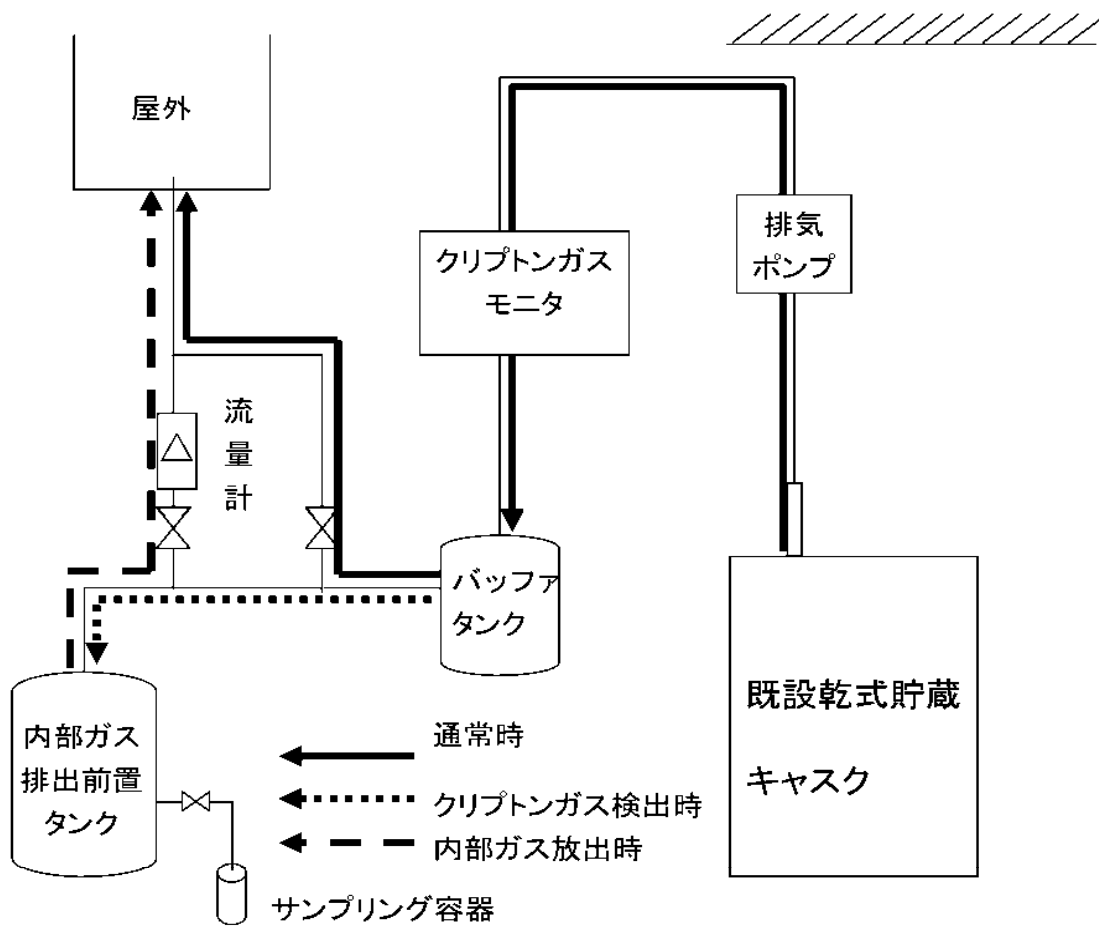 屋外
排気
ポンプ
クリプトンガス
モニタ
流
量
計
バッファ
タンク
既設乾式貯蔵
キャスク
内部ガス
排出前置
タンク
通常時
クリプトンガス検出時
内部ガス放出時
サンプリング容器